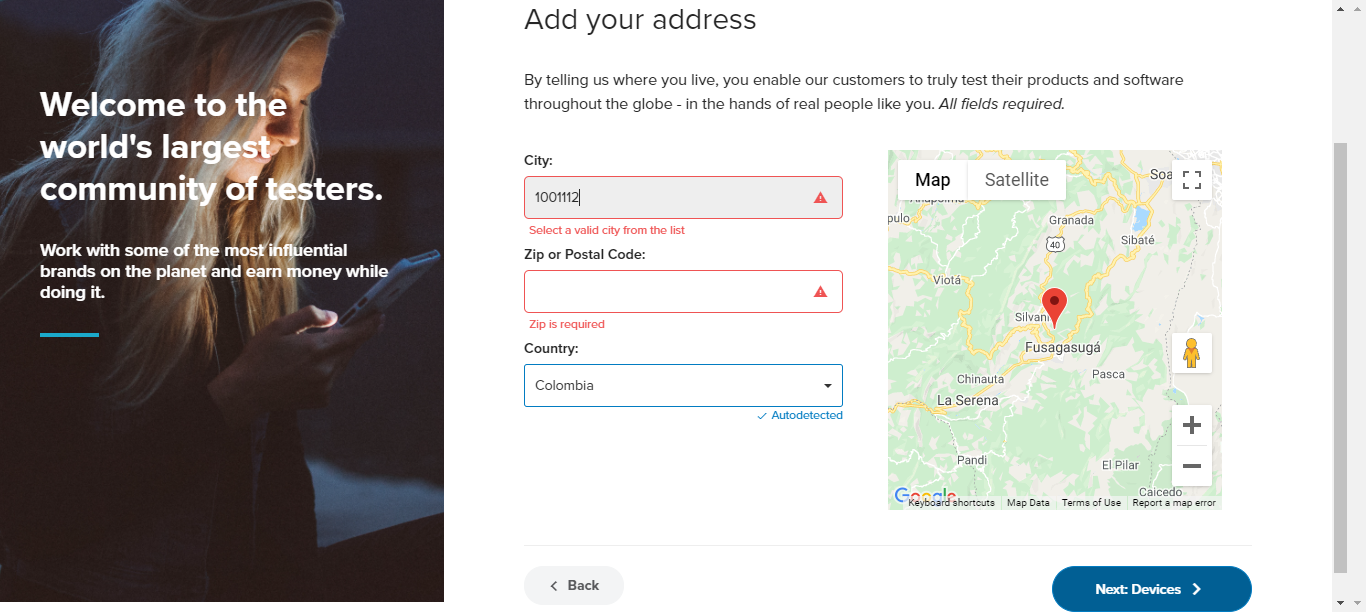 Add your address
Welcome to the
world's largest
community of testers.
Work with some of the most influential
brands on the planet and earn money while
doing it.
By telling us where you live, you enable our customers to truly test their products and software
throughout the globe - in the hands of real people like you. All fields required.
City:
1001112
Select a valid city from the list
Zip or Postal Code:
Zip is required
Country:
Colombia
Autodetected
Map
Satellite
Soa
pulo
Granada
40
Sibaté
Viotá
Silvani
Fusagasugá
Chinauta
Pasca
La Serena
Pandi
El Pilar
Caicedo
Google
Keyboard shortcuts
Map Data
Terms of Use
Report a map error
Back
Next: Devices